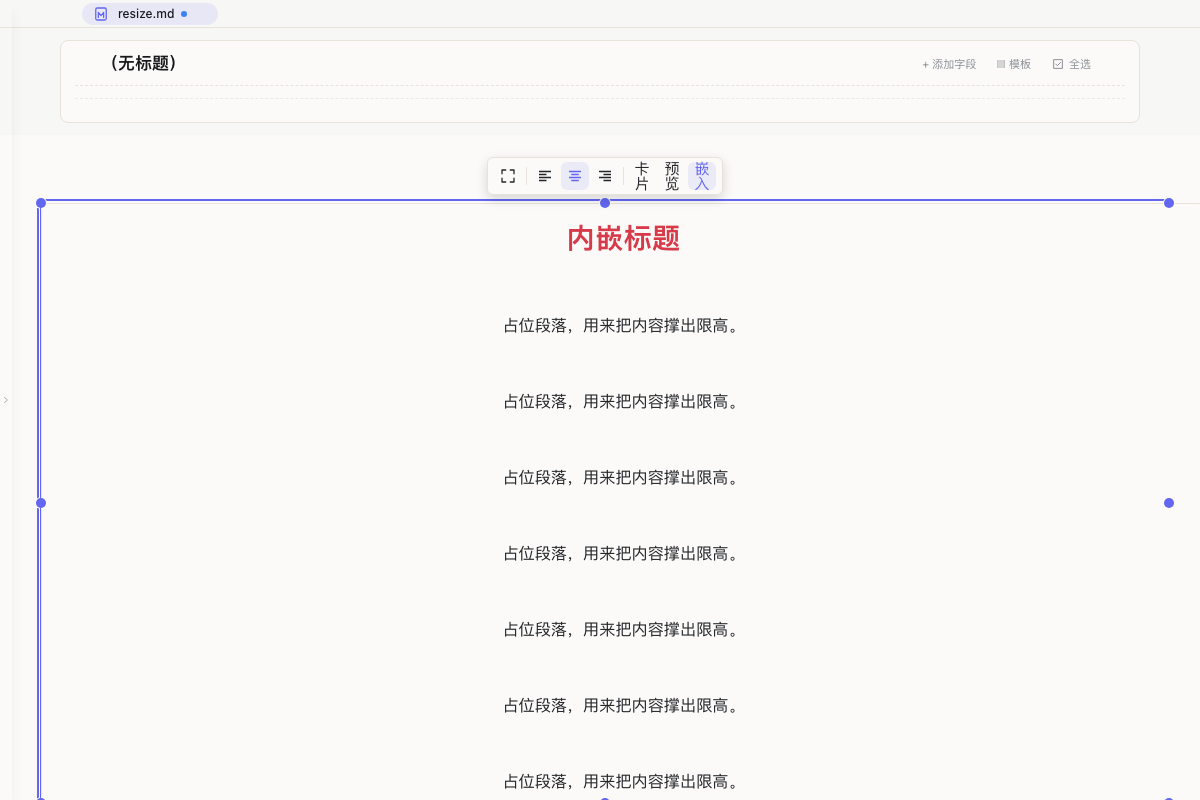 resize.md
（无标题）
+ 添加字段 模板 全选
卡片 预览 嵌入
内嵌标题
占位段落，用来把内容撑出限高。
占位段落，用来把内容撑出限高。
占位段落，用来把内容撑出限高。
占位段落，用来把内容撑出限高。
占位段落，用来把内容撑出限高。
占位段落，用来把内容撑出限高。
占位段落，用来把内容撑出限高。